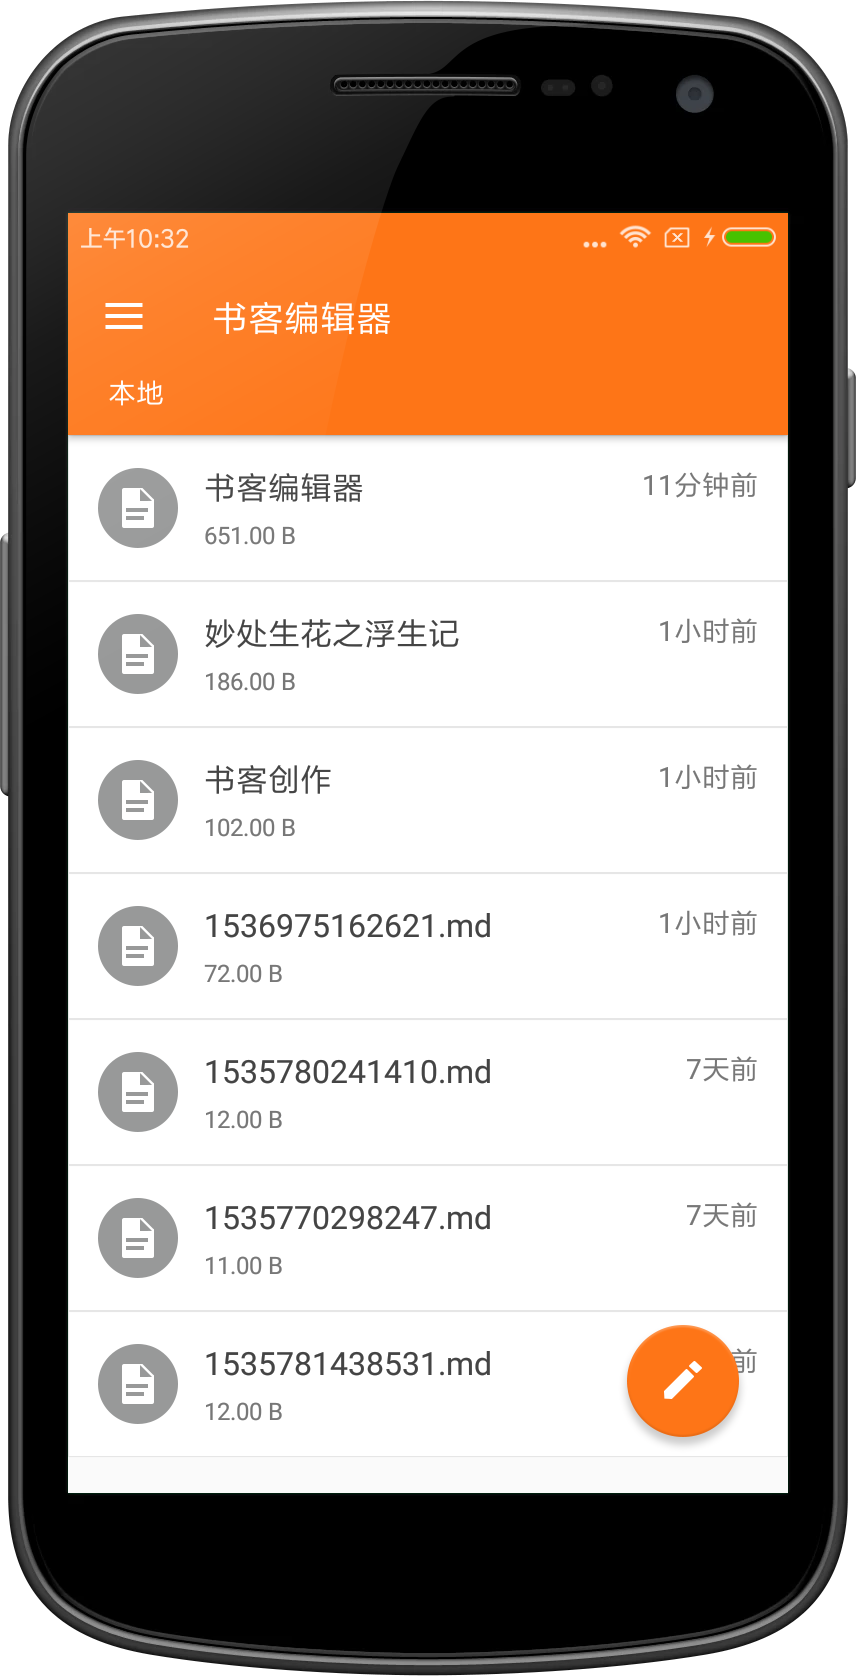 上午10:32
书客编辑器
本地
书客编辑器
11分钟前
651.00 B
妙处生花之浮生记
1小时前
186.00 B
书客创作
1小时前
102.00 B
1536975162621.md
1小时前
72.00 B
1535780241410.md
7天前
12.00 B
1535770298247.md
7天前
11.00 B
1535781438531.md
前
12.00 B